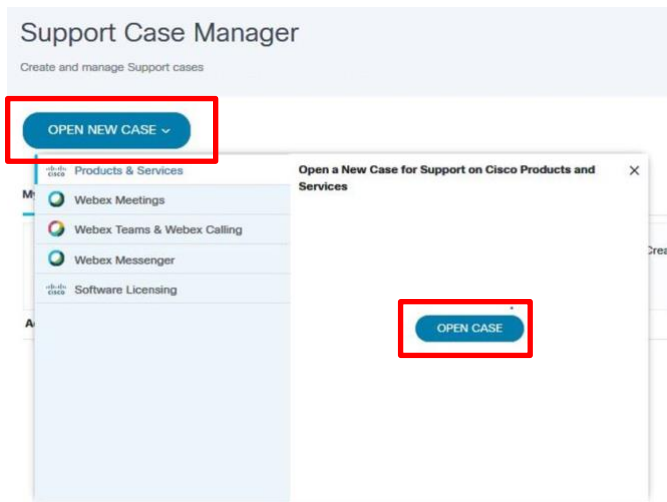 Support Case Manager
Create and manage Support cases
OPEN NEW CASE
Products & Services
Open a New Case for Support on Cisco Products and
Services
Webex Meetings
Webex Teams & Webex Calling
Webex Messenger
Software Licensing
OPEN CASE